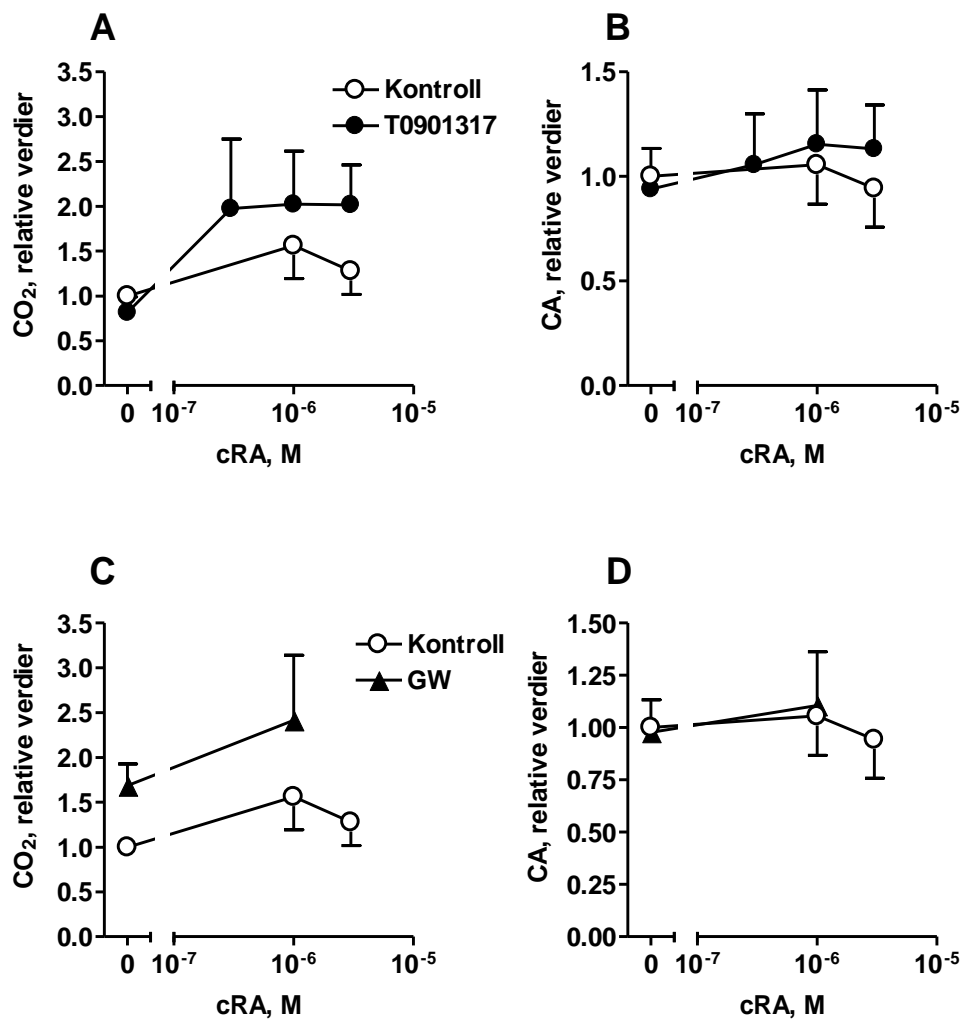 A
CO₂, relative verdier
3.5
3.0
2.5
2.0
1.5
1.0
0.5
0.0
Kontroll
T0901317
0 10⁻⁷ 10⁻⁶ 10⁻⁵
cRA, M
B
CA, relative verdier
1.5
1.0
0.5
0.0
0 10⁻⁷ 10⁻⁶ 10⁻⁵
cRA, M
C
CO₂, relative verdier
3.5
3.0
2.5
2.0
1.5
1.0
0.5
0.0
Kontroll
GW
0 10⁻⁷ 10⁻⁶ 10⁻⁵
cRA, M
D
CA, relative verdier
1.50
1.25
1.00
0.75
0.50
0.25
0.00
0 10⁻⁷ 10⁻⁶ 10⁻⁵
cRA, M